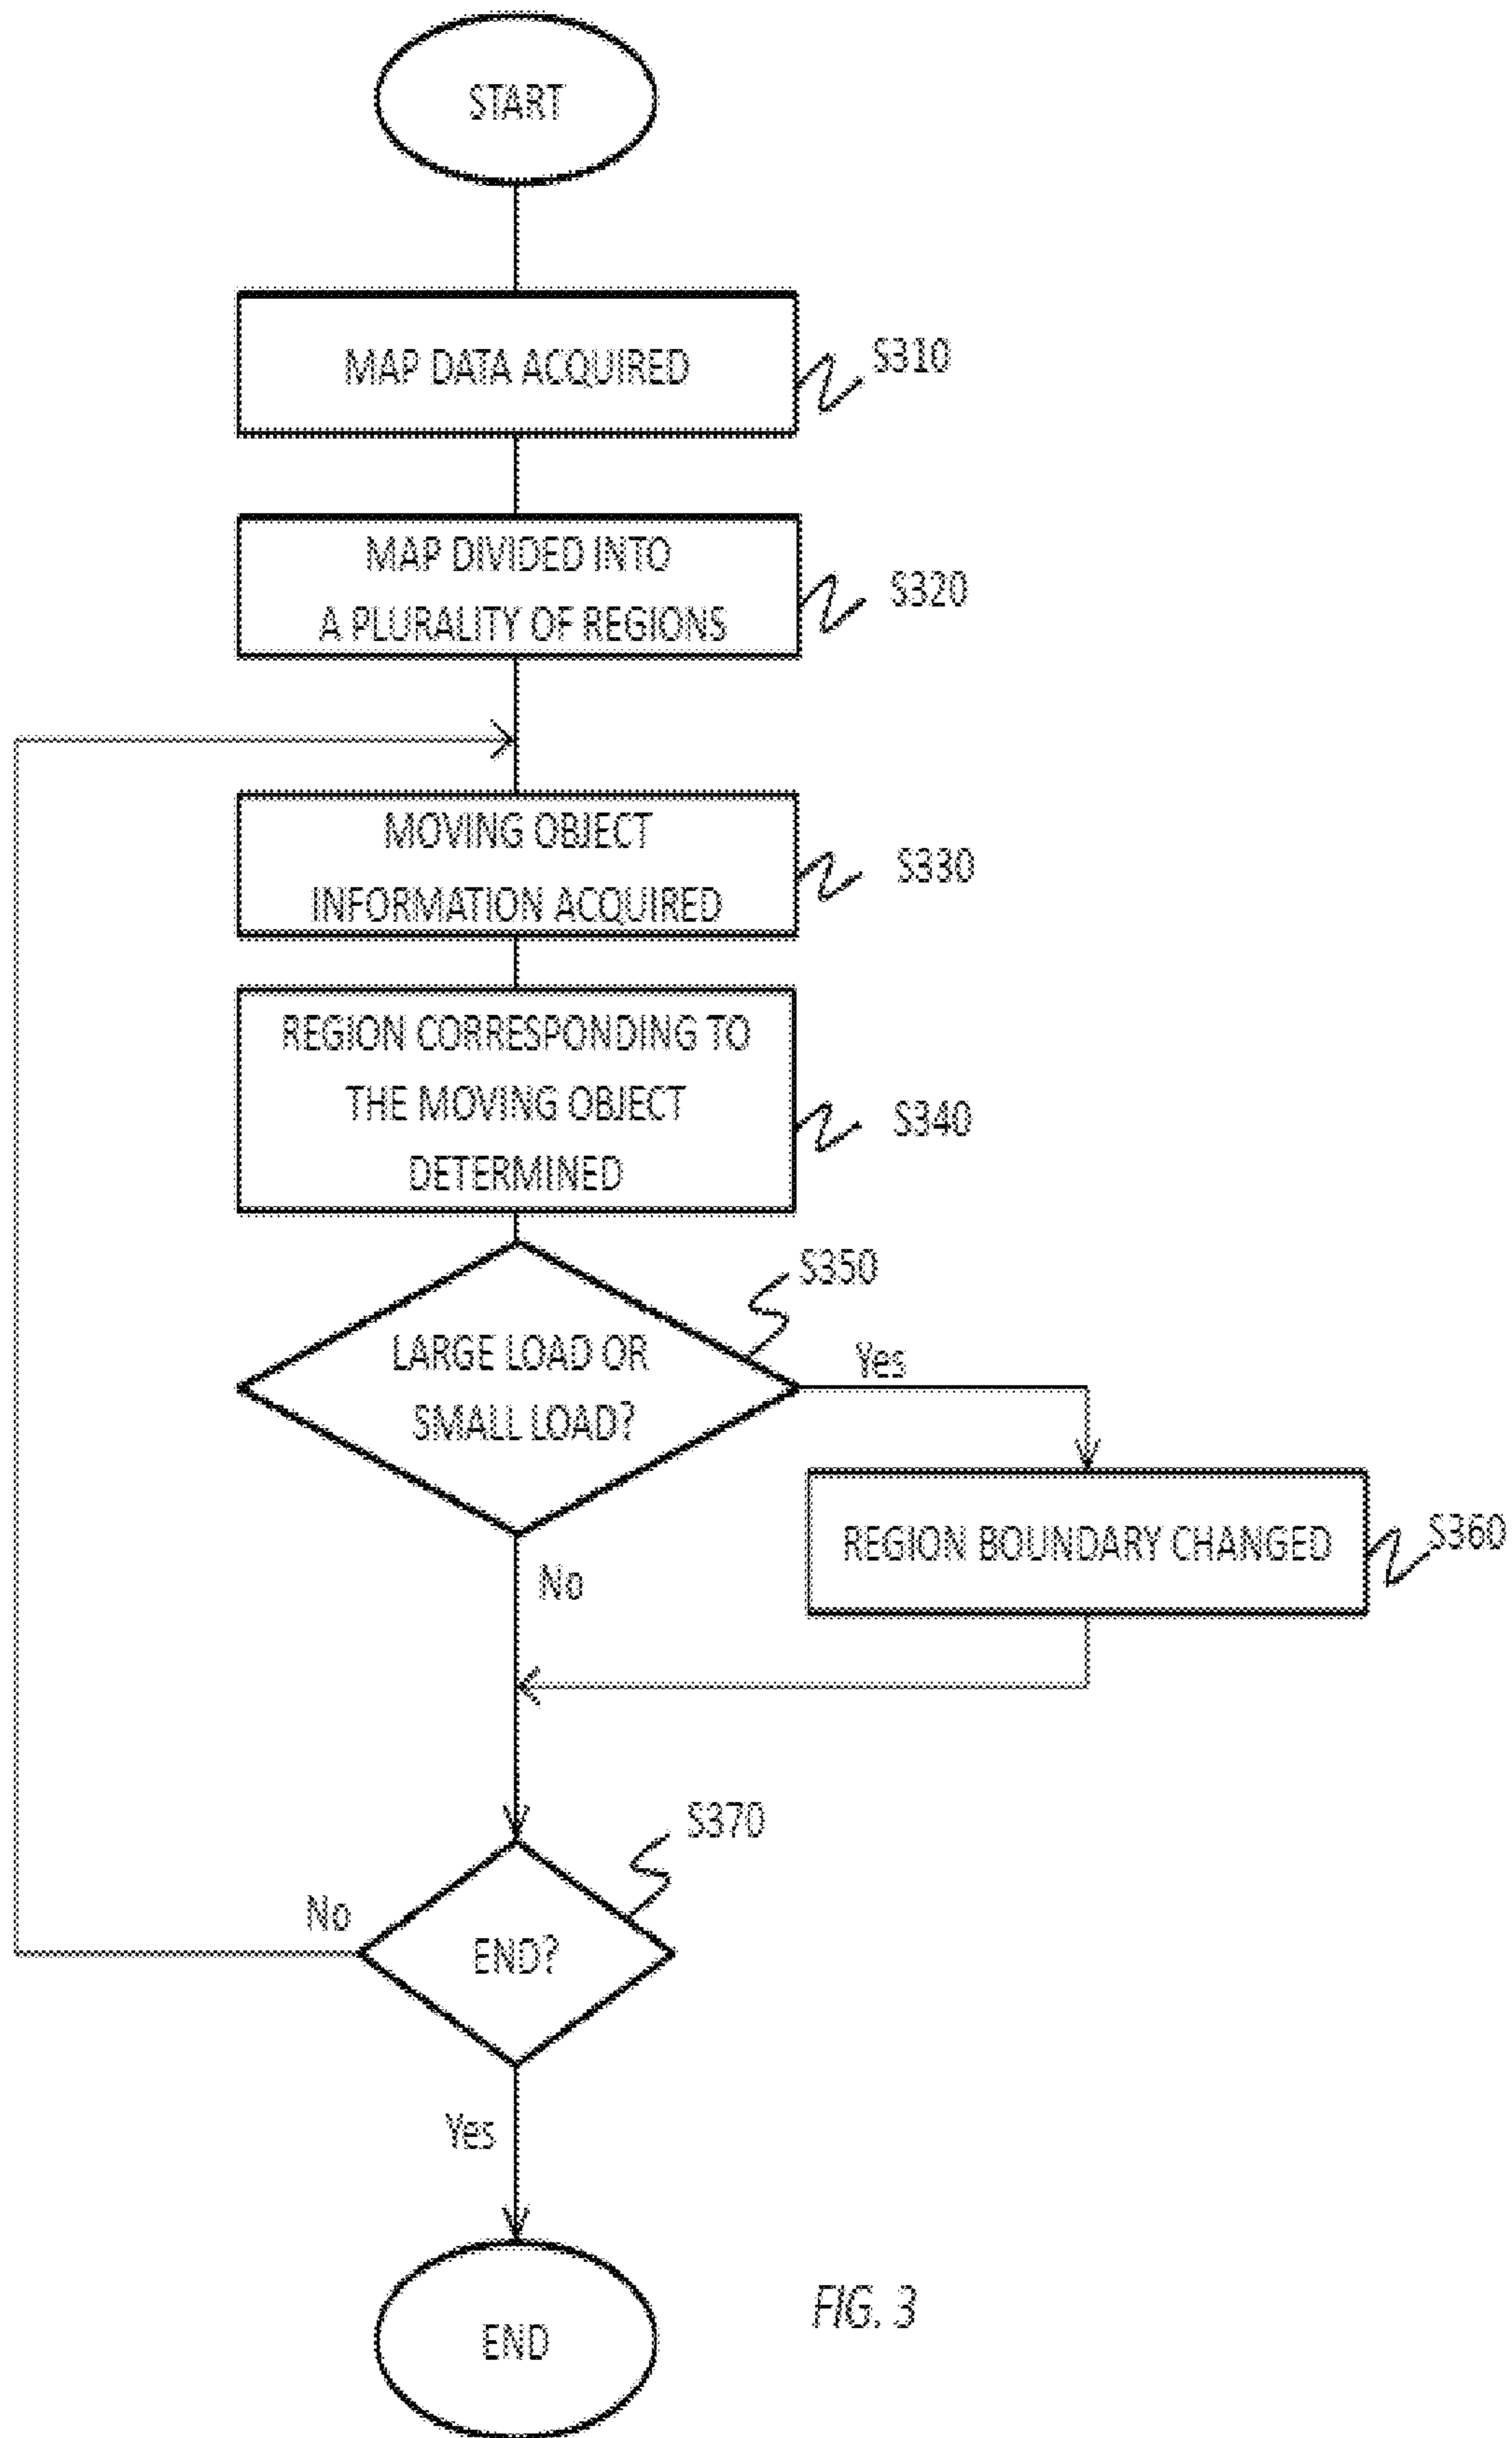 START
MAP DATA ACQUIRED
S310
MAP DIVIDED INTO
A PLURALITY OF REGIONS
S320
MOVING OBJECT
INFORMATION ACQUIRED
S330
REGION CORRESPONDING TO
THE MOVING OBJECT
DETERMINED
S340
S350
LARGE LOAD OR
SMALL LOAD?
Yes
REGION BOUNDARY CHANGED
S360
No
S370
No
END?
Yes
END
FIG. 3